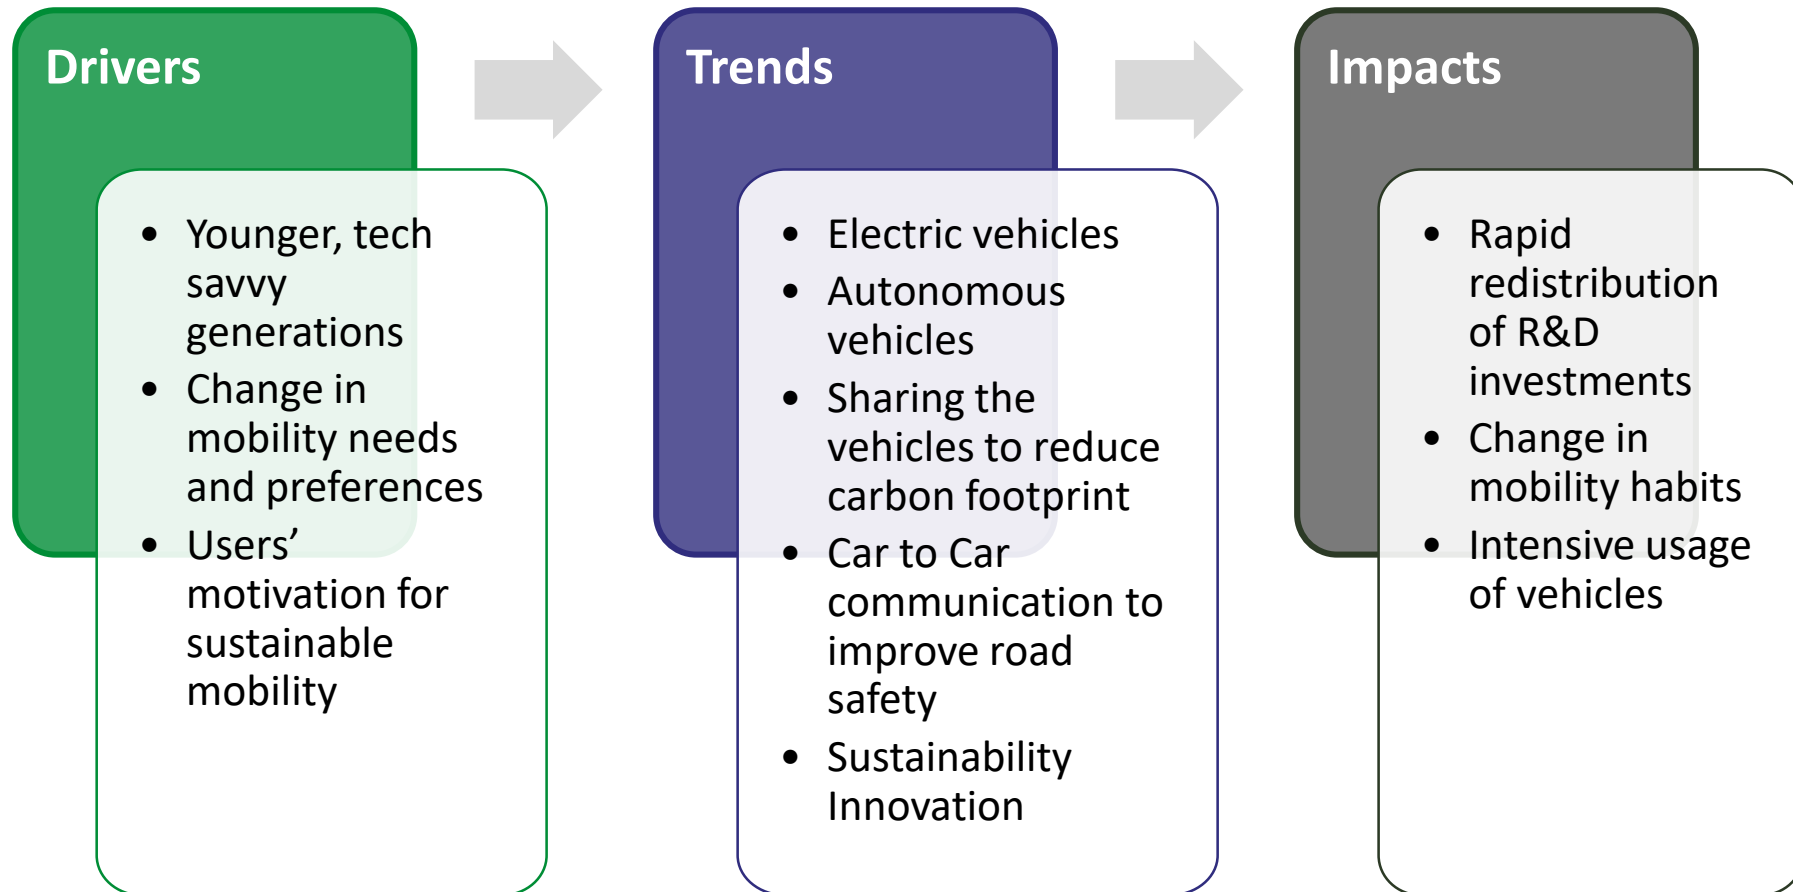 Drivers
• Younger, tech
savvy
generations
• Change in
mobility needs
and preferences
• Users’
motivation for
sustainable
mobility
Trends
• Electric vehicles
• Autonomous
vehicles
• Sharing the
vehicles to reduce
carbon footprint
• Car to Car
communication to
improve road
safety
• Sustainability
Innovation
Impacts
• Rapid
redistribution
of R&D
investments
• Change in
mobility habits
• Intensive usage
of vehicles